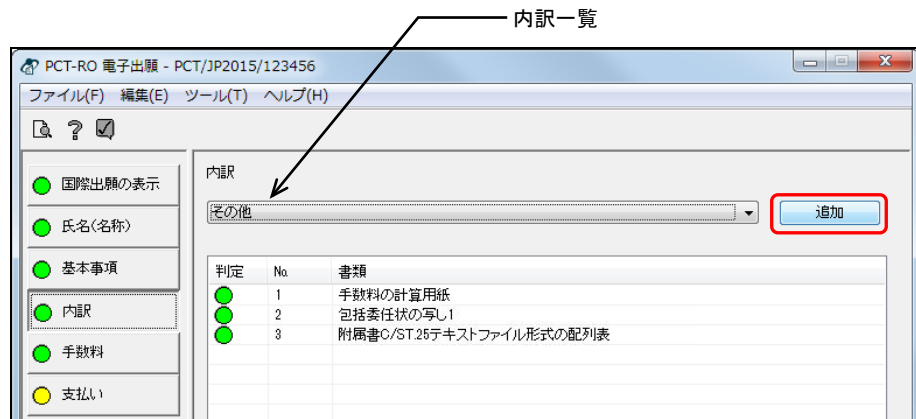 内訳一覧
PCT-RO 電子出願 - PCT/JP2015/123456
ファイル(F) 編集(E) ツール(T) ヘルプ(H)
国際出願の表示
氏名(名称)
基本事項
内訳
手数料
支払い
内訳
その他
追加
判定 No. 書類
1 手数料の計算用紙
2 包括委任状の写し1
3 附属書C/ST.25テキストファイル形式の配列表